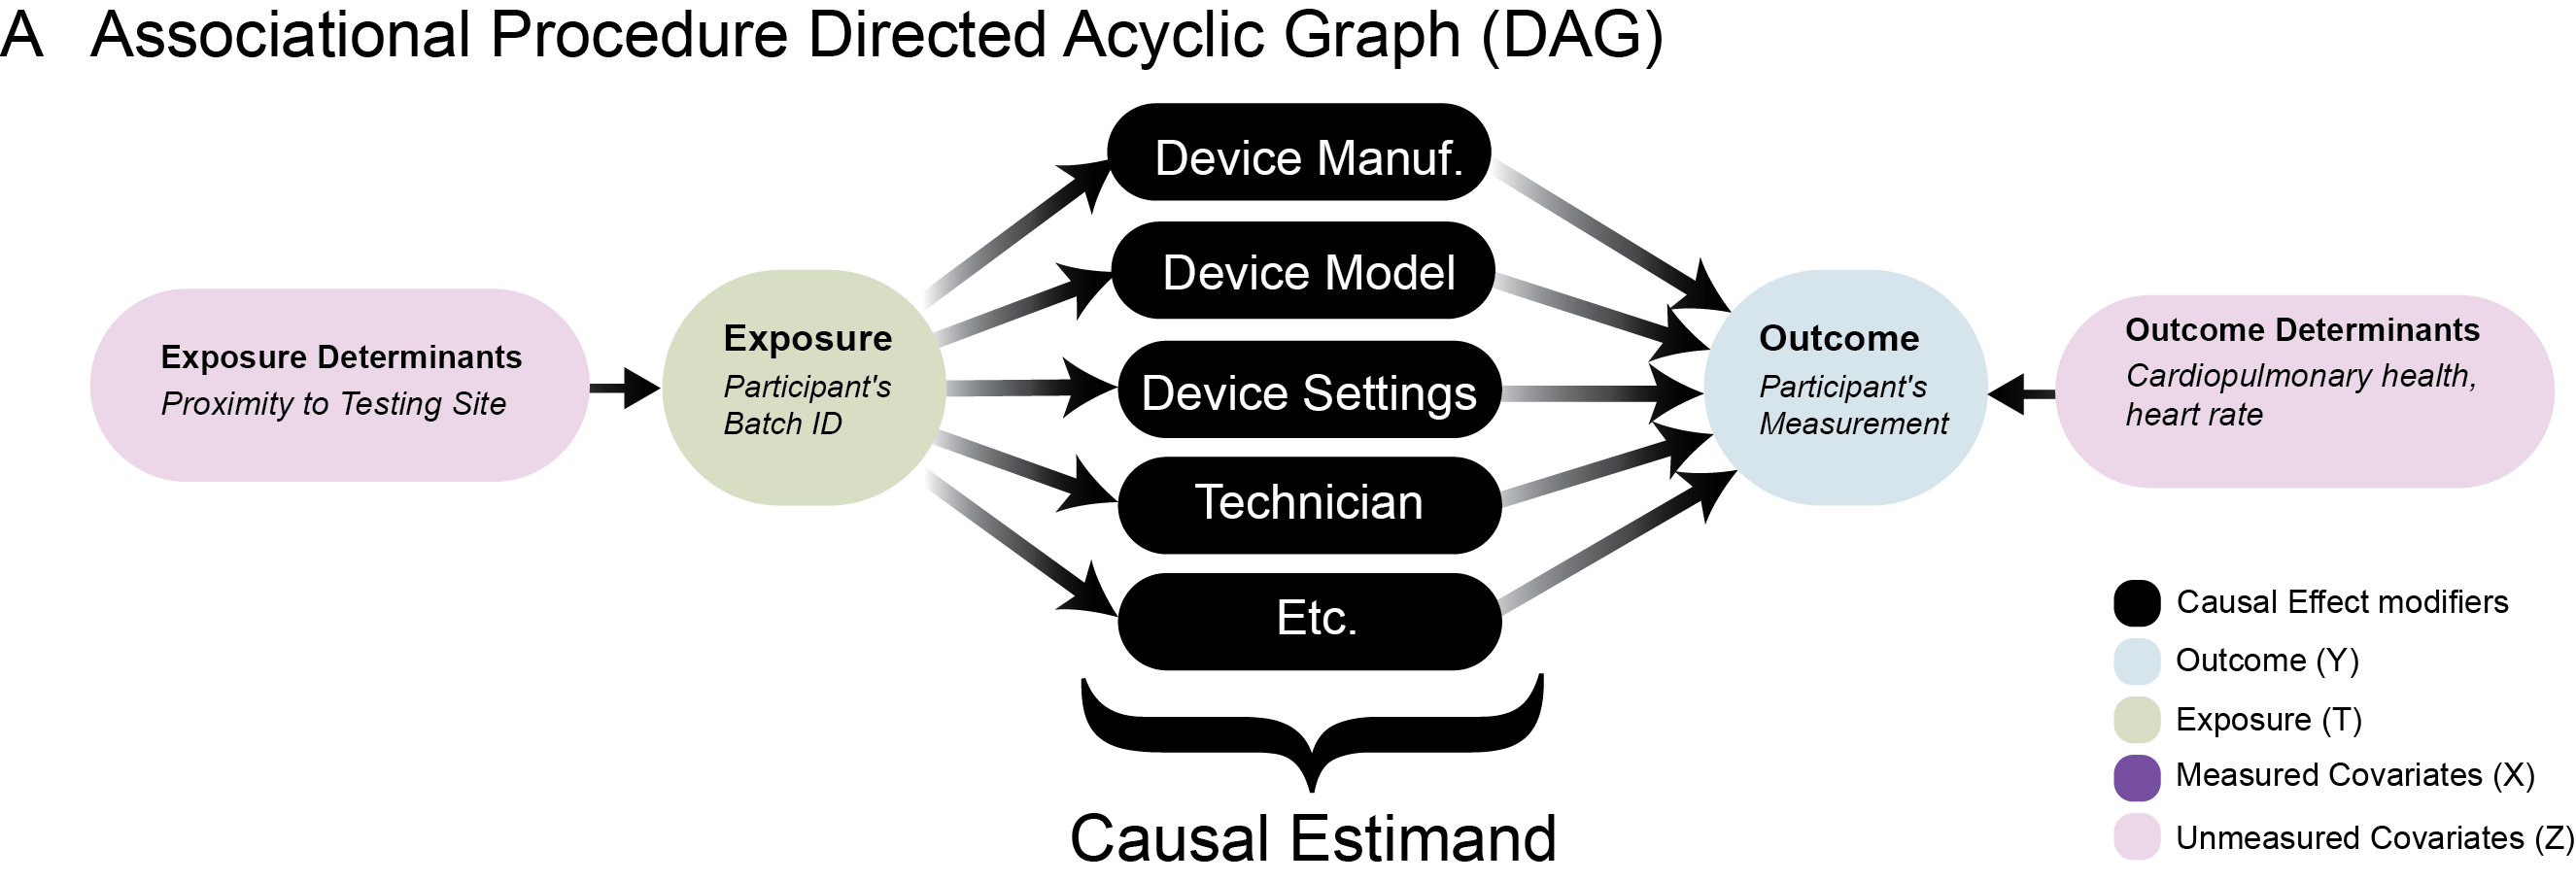 A Associational Procedure Directed Acyclic Graph (DAG)
Exposure Determinants
Proximity to Testing Site
Exposure
Participant's
Batch ID
Device Manuf.
Device Model
Device Settings
Technician
Etc.
Causal Estimand
Outcome
Participant's
Measurement
Outcome Determinants
Cardiopulmonary health,
heart rate
Causal Effect modifiers
Outcome (Y)
Exposure (T)
Measured Covariates (X)
Unmeasured Covariates (Z)